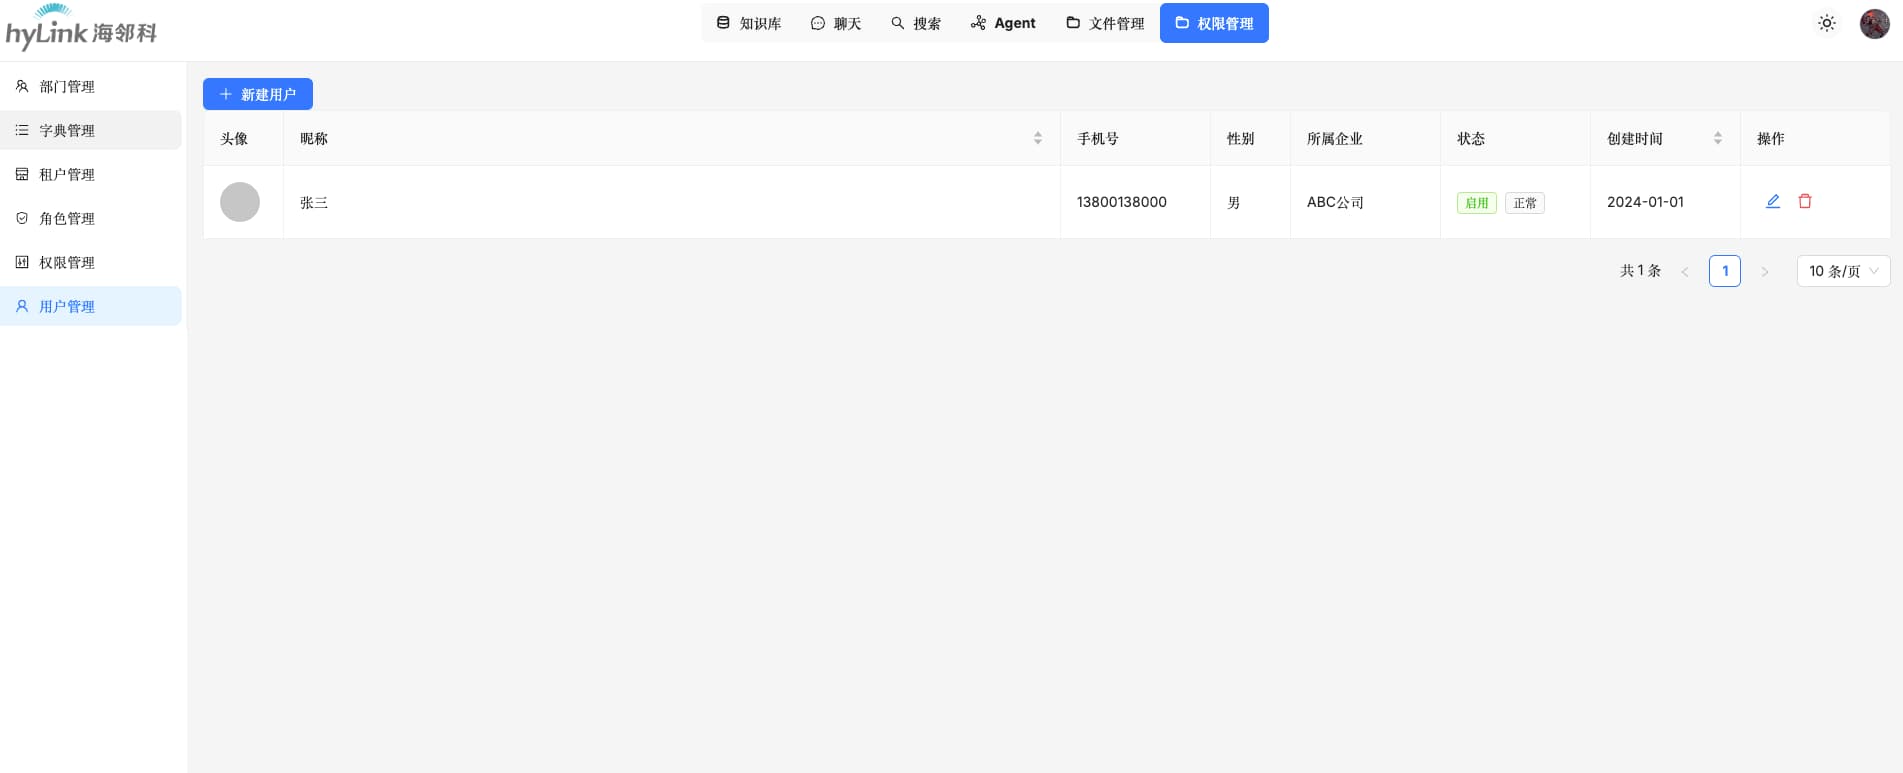 hyLink 海邻科
知识库 聊天 搜索 Agent 文件管理 权限管理
部门管理
字典管理
租户管理
角色管理
权限管理
用户管理
新建用户
头像 昵称 手机号 性别 所属企业 状态 创建时间 操作
张三 13800138000 男 ABC公司 启用 正常 2024-01-01
共 1 条 1 10 条/页